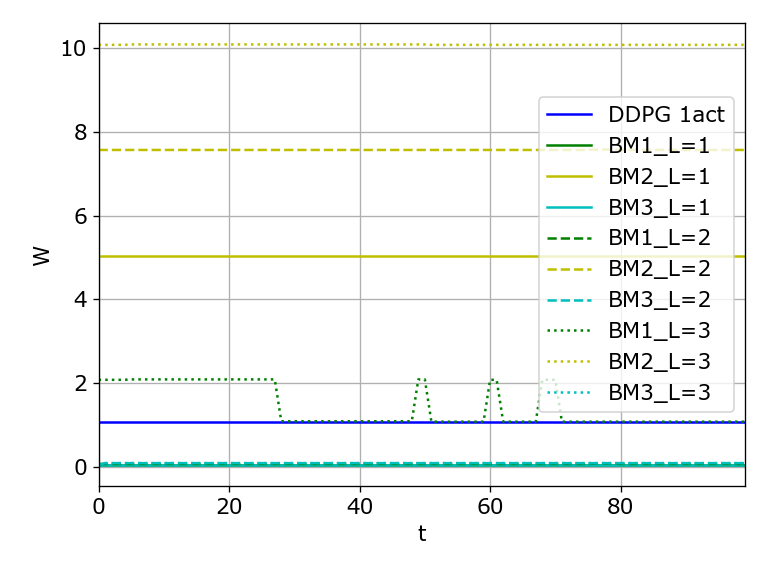 10
8
6
4
2
0
W
0 20 40 60 80
t
DDPG 1act
BM1_L=1
BM2_L=1
BM3_L=1
BM1_L=2
BM2_L=2
BM3_L=2
BM1_L=3
BM2_L=3
BM3_L=3